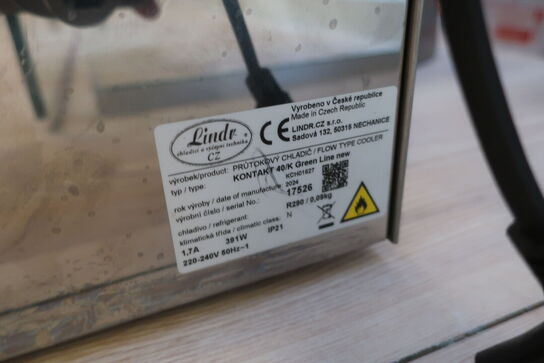 Lindr
chladicí a výčepní technika
CZ
CE
Vyrobeno v České republice
Made in Czech Republic
LINDR.CZ s.r.o.
Sadová 132, 50315 NECHANICE
výrobek/product: PRŮTOKOVÝ CHLADIČ / FLOW TYPE COOLER
typ / type: KONTAKT 40/K Green Line new
KCH01627
rok výroby / date of manufacture: 2024
výrobní číslo / serial No.: 17526
chladivo / refrigerant: R290 / 0,08kg
klimatická třída / climatic class: N
1,7A 391W IP21
220-240V 50Hz~1